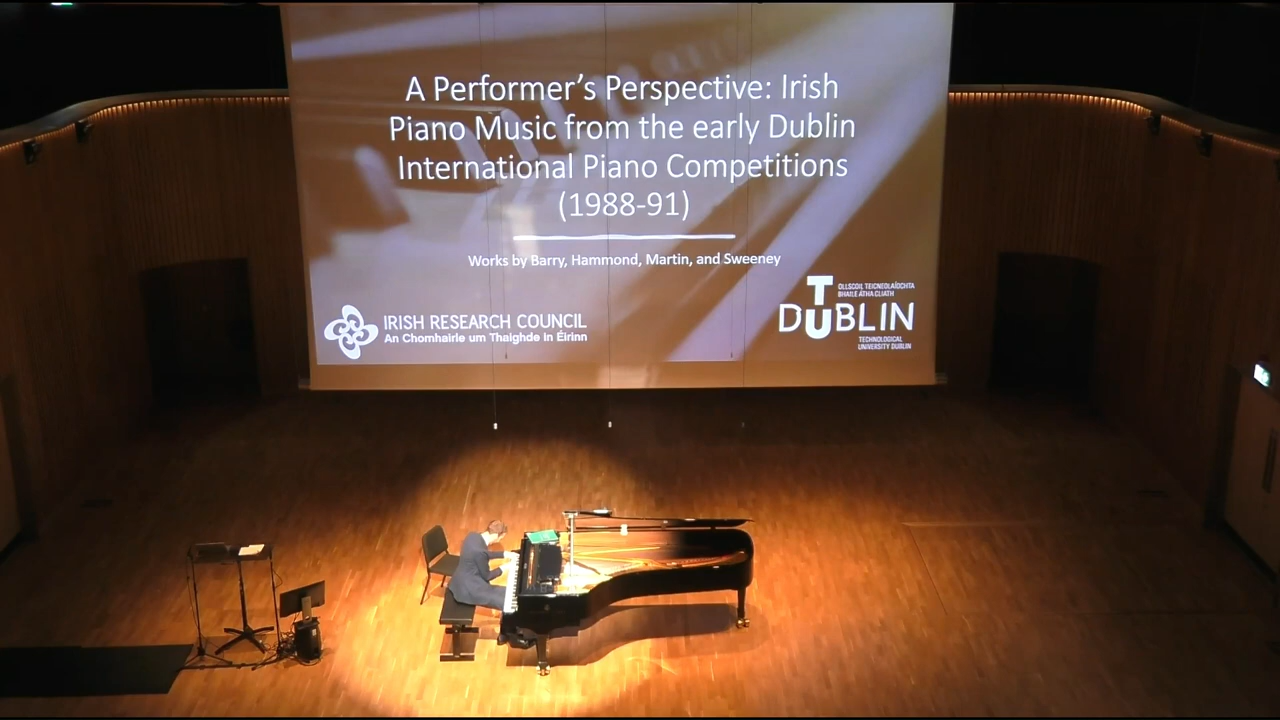 A Performer’s Perspective: Irish
Piano Music from the early Dublin
International Piano Competitions
(1988-91)
Works by Barry, Hammond, Martin, and Sweeney
IRISH RESEARCH COUNCIL
An Chomhairle um Thaighde in Éirinn
OLLSCOIL TEICNEOLAÍOCHTA
BHAILE ÁTHA CLIATH
TU
DUBLIN
TECHNOLOGICAL
UNIVERSITY DUBLIN